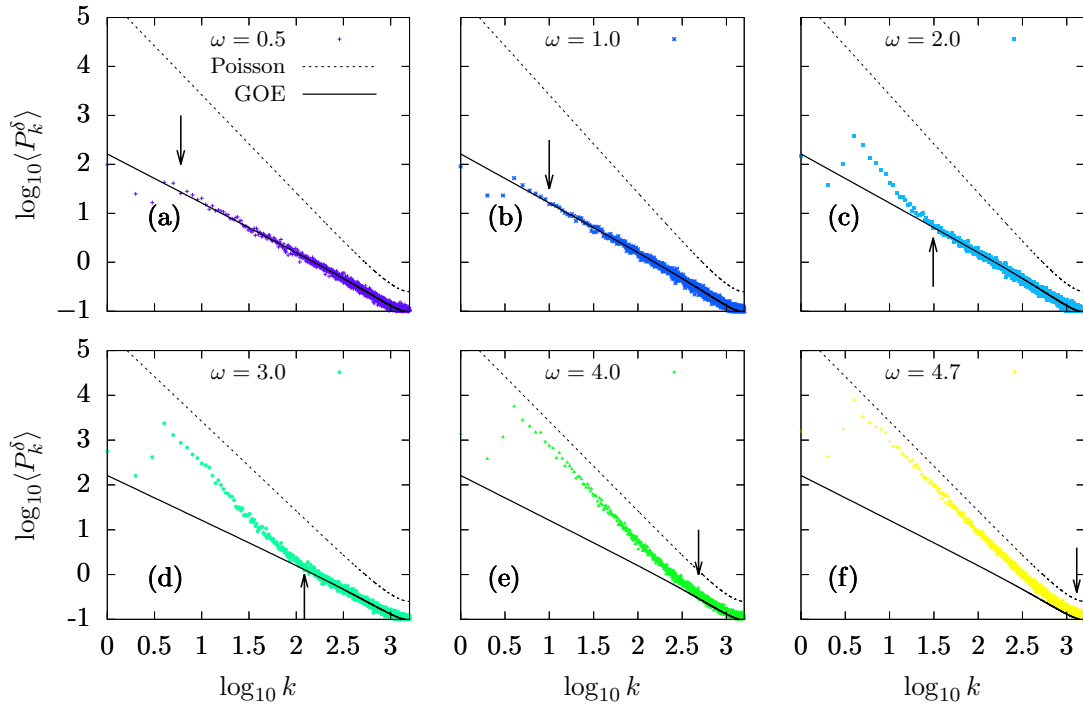 ω = 0.5
Poisson
GOE
(a)
5
4
3
2
1
0
−1
log₁₀⟨Pₖᵟ⟩
ω = 1.0
(b)
ω = 2.0
(c)
ω = 3.0
(d)
5
4
3
2
1
0
-1
log₁₀⟨Pₖᵟ⟩
0 0.5 1 1.5 2 2.5 3
log₁₀ k
ω = 4.0
(e)
0 0.5 1 1.5 2 2.5 3
log₁₀ k
ω = 4.7
(f)
0 0.5 1 1.5 2 2.5 3
log₁₀ k